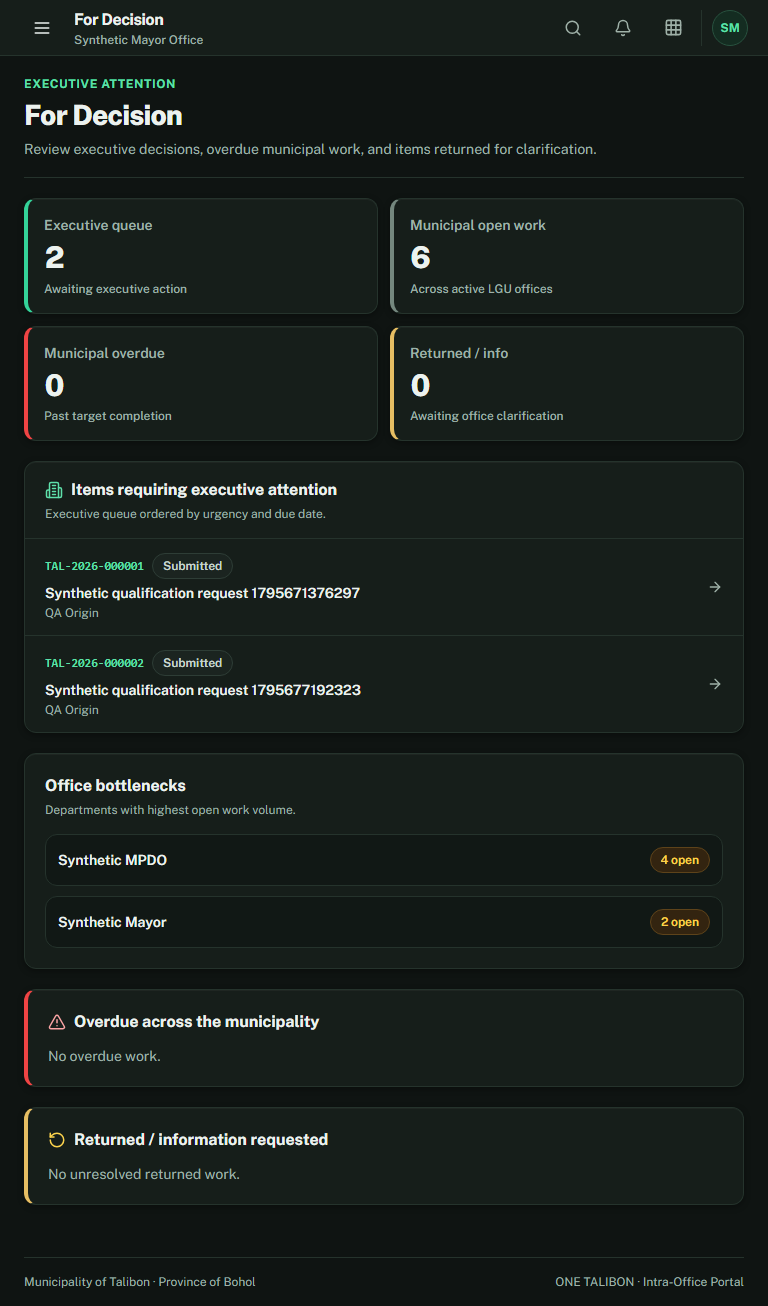 For Decision
Synthetic Mayor Office
SM
EXECUTIVE ATTENTION
For Decision
Review executive decisions, overdue municipal work, and items returned for clarification.
Executive queue
2
Awaiting executive action
Municipal open work
6
Across active LGU offices
Municipal overdue
0
Past target completion
Returned / info
0
Awaiting office clarification
Items requiring executive attention
Executive queue ordered by urgency and due date.
TAL-2026-000001 Submitted
Synthetic qualification request 1795671376297
QA Origin
TAL-2026-000002 Submitted
Synthetic qualification request 1795677192323
QA Origin
Office bottlenecks
Departments with highest open work volume.
Synthetic MPDO 4 open
Synthetic Mayor 2 open
Overdue across the municipality
No overdue work.
Returned / information requested
No unresolved returned work.
Municipality of Talibon · Province of Bohol
ONE TALIBON · Intra-Office Portal